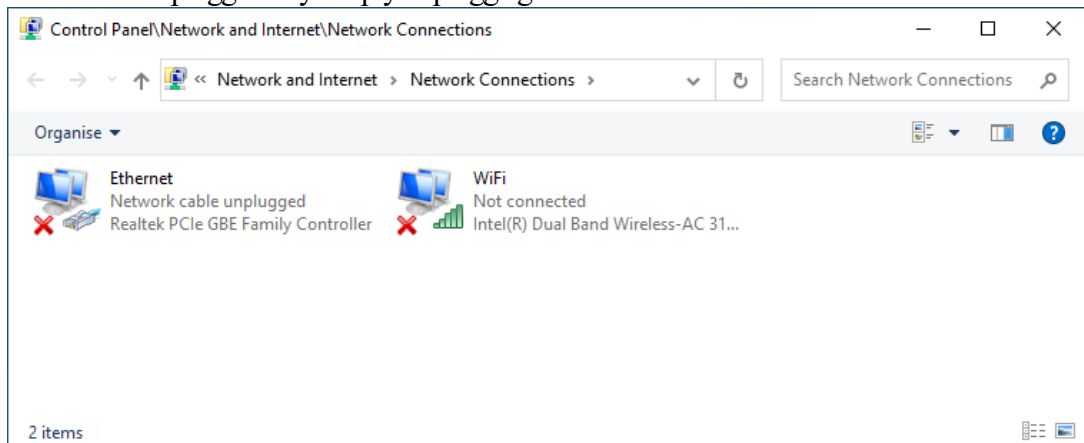 Control Panel\Network and Internet\Network Connections
« Network and Internet › Network Connections ›
Search Network Connections
Organise
Ethernet
Network cable unplugged
Realtek PCIe GBE Family Controller
WiFi
Not connected
Intel(R) Dual Band Wireless-AC 31...
2 items